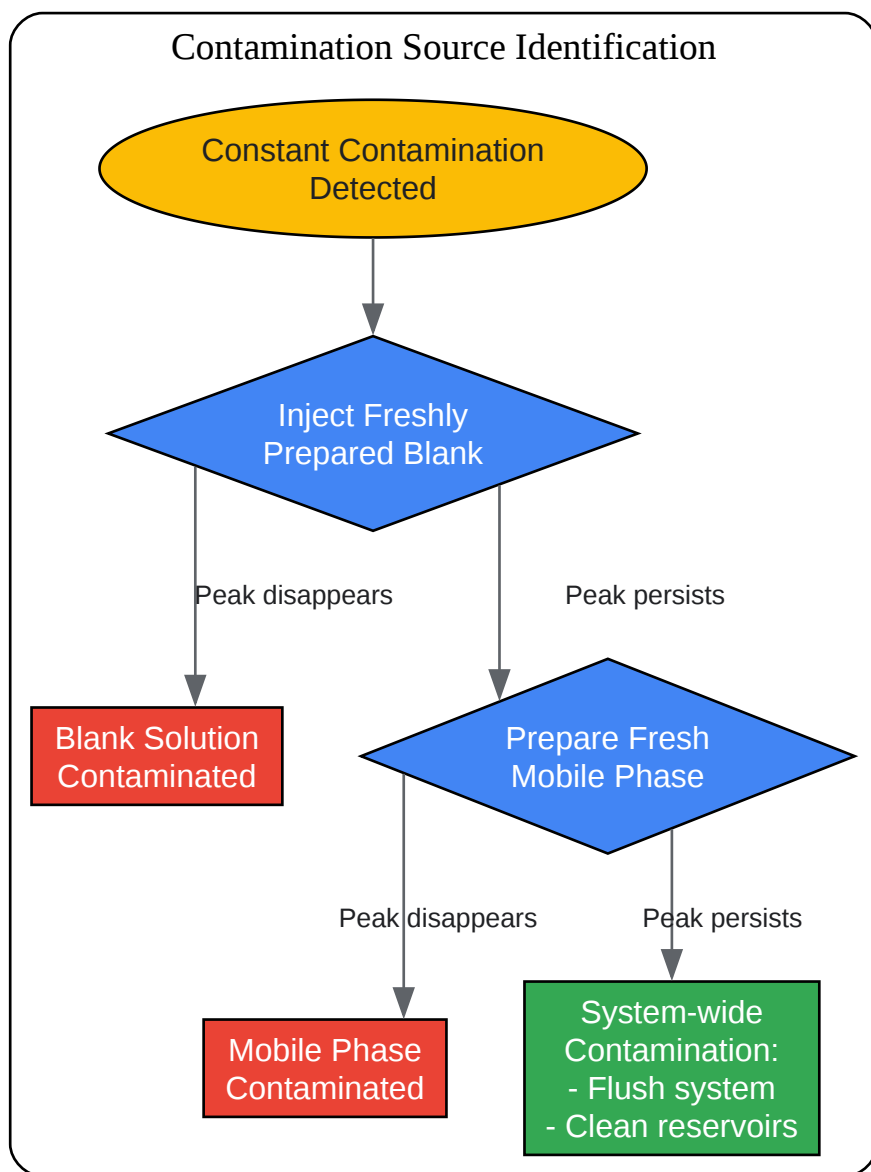 Contamination Source Identification
Constant Contamination
Detected
Inject Freshly
Prepared Blank
Peak disappears
Peak persists
Blank Solution
Contaminated
Prepare Fresh
Mobile Phase
Peak disappears
Peak persists
Mobile Phase
Contaminated
System-wide
Contamination:
- Flush system
- Clean reservoirs